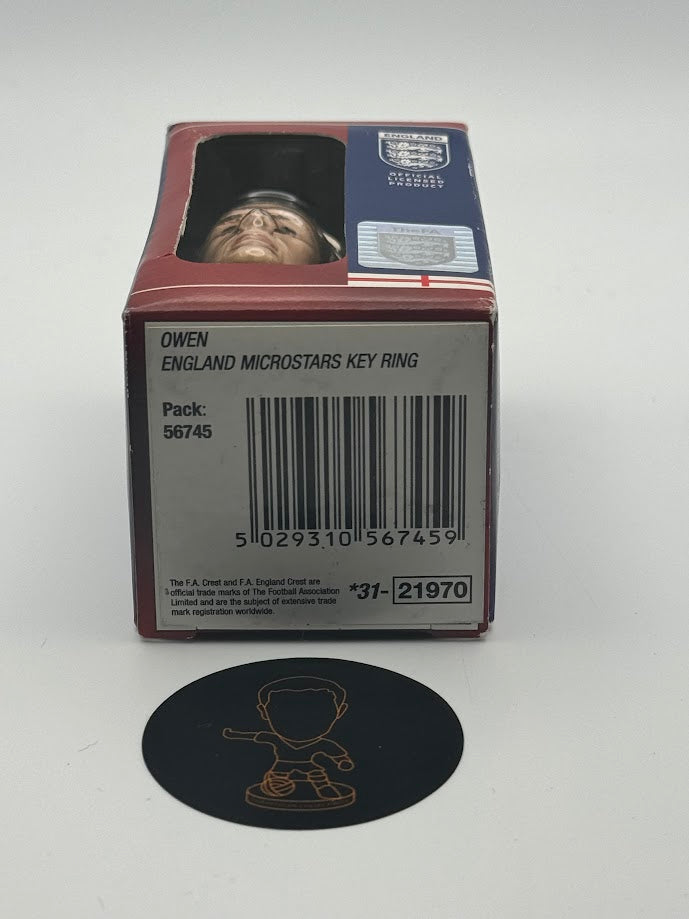 ENGLAND
OFFICIAL
LICENSED
PRODUCT
The FA
OWEN
ENGLAND MICROSTARS KEY RING
Pack:
56745
5 029310 567459
The F.A. Crest and F.A. England Crest are
official trade marks of The Football Association
Limited and are the subject of extensive trade
mark registration worldwide.
*31- 21970